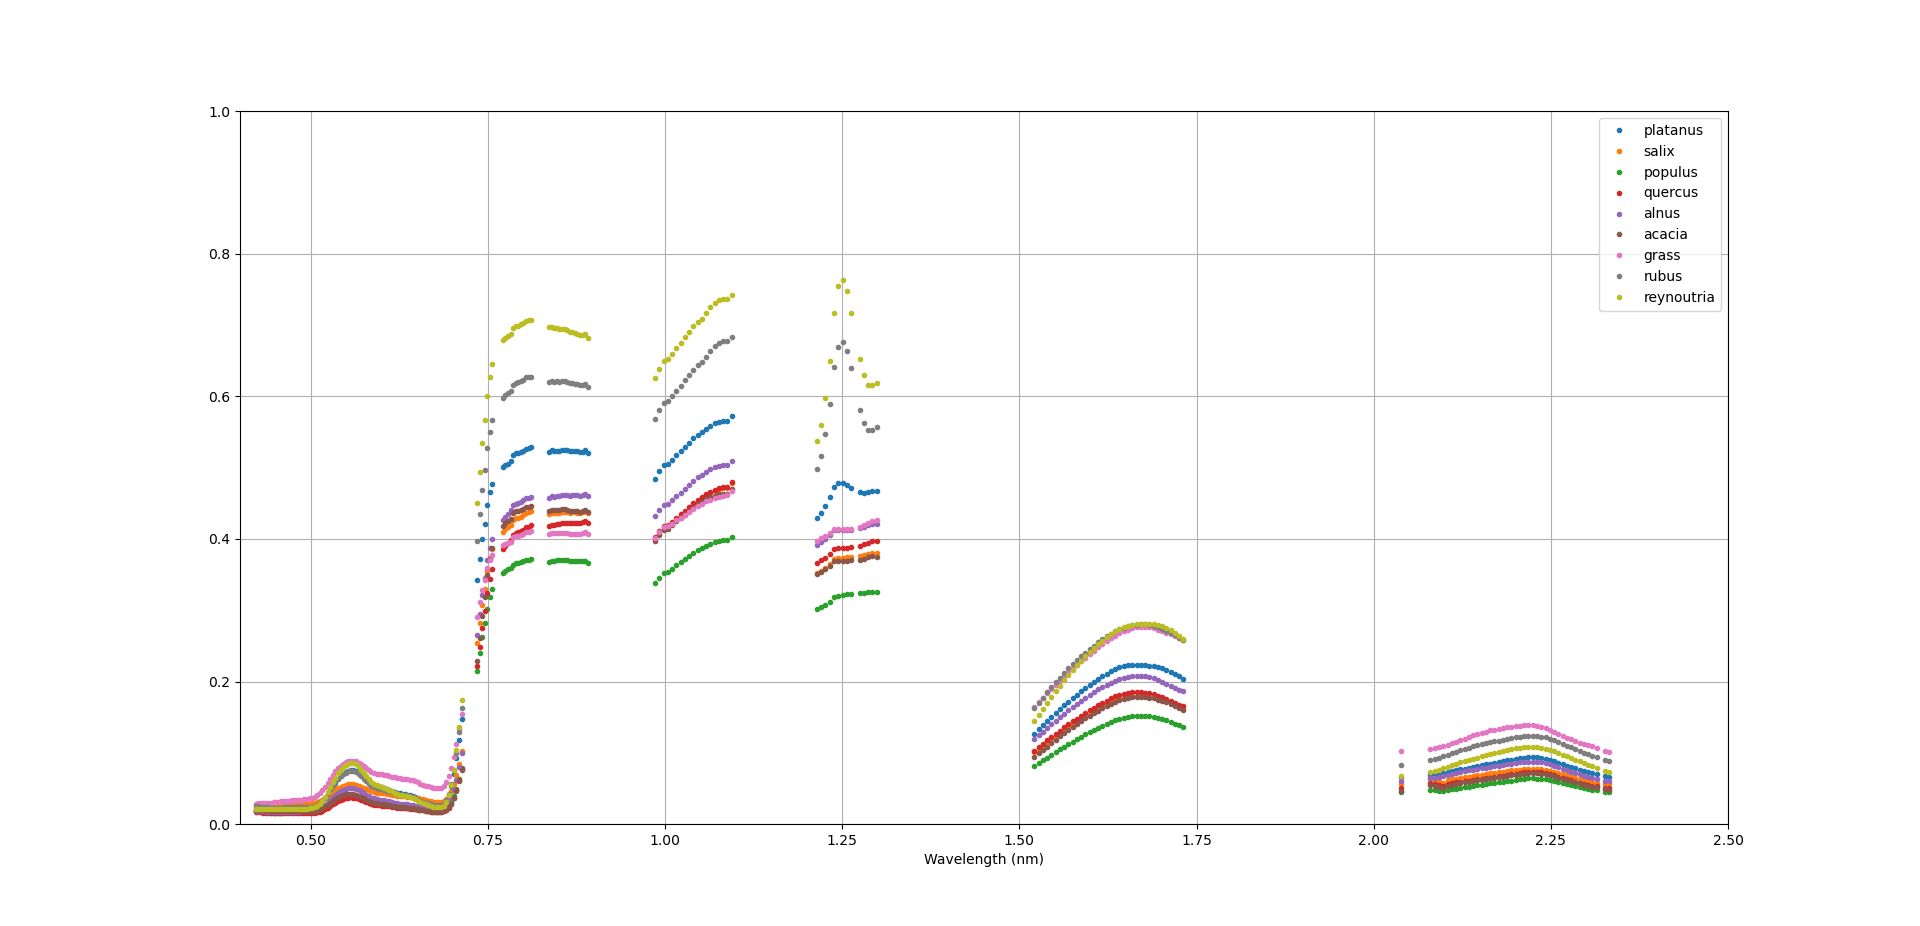 1.0
0.8
0.6
0.4
0.2
0.0
0.50 0.75 1.00 1.25 1.50 1.75 2.00 2.25 2.50
Wavelength (nm)
platanus
salix
populus
quercus
alnus
acacia
grass
rubus
reynoutria